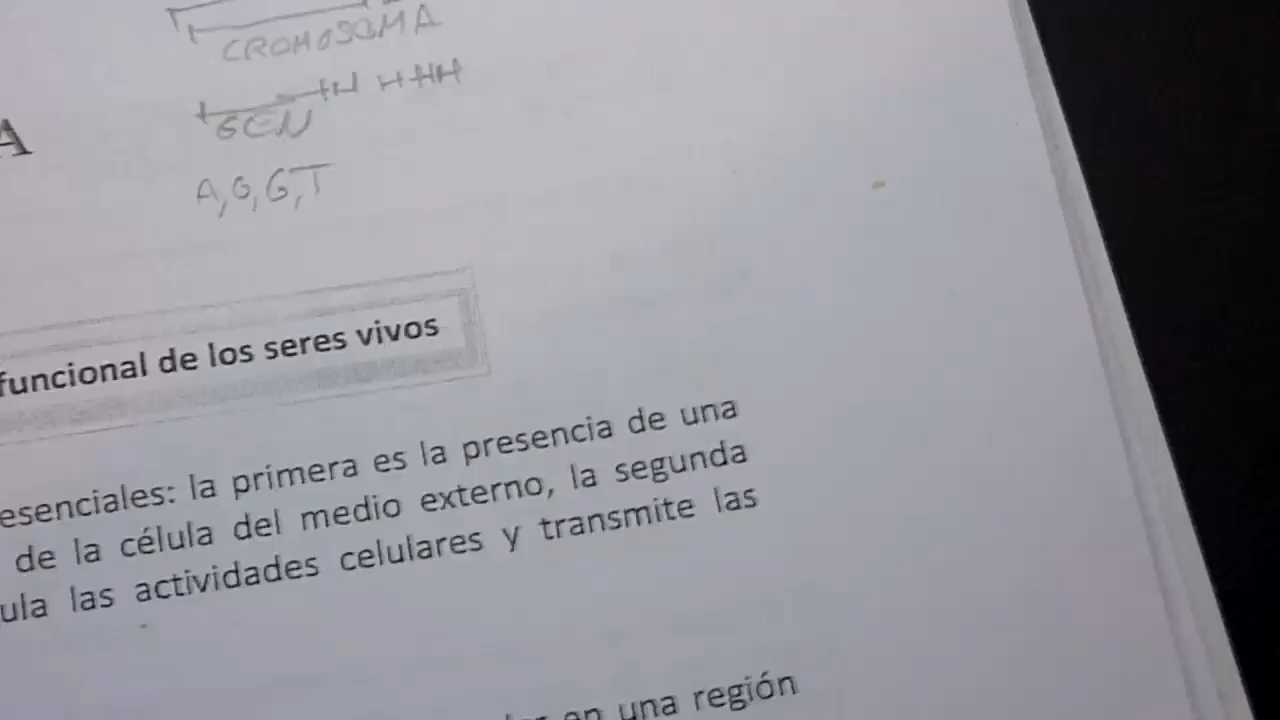 CROMOSOMA
GEN
A
A, G, G, T
funcional de los seres vivos
esenciales: la primera es la presencia de una
de la célula del medio externo, la segunda
ula las actividades celulares y transmite las
en una región